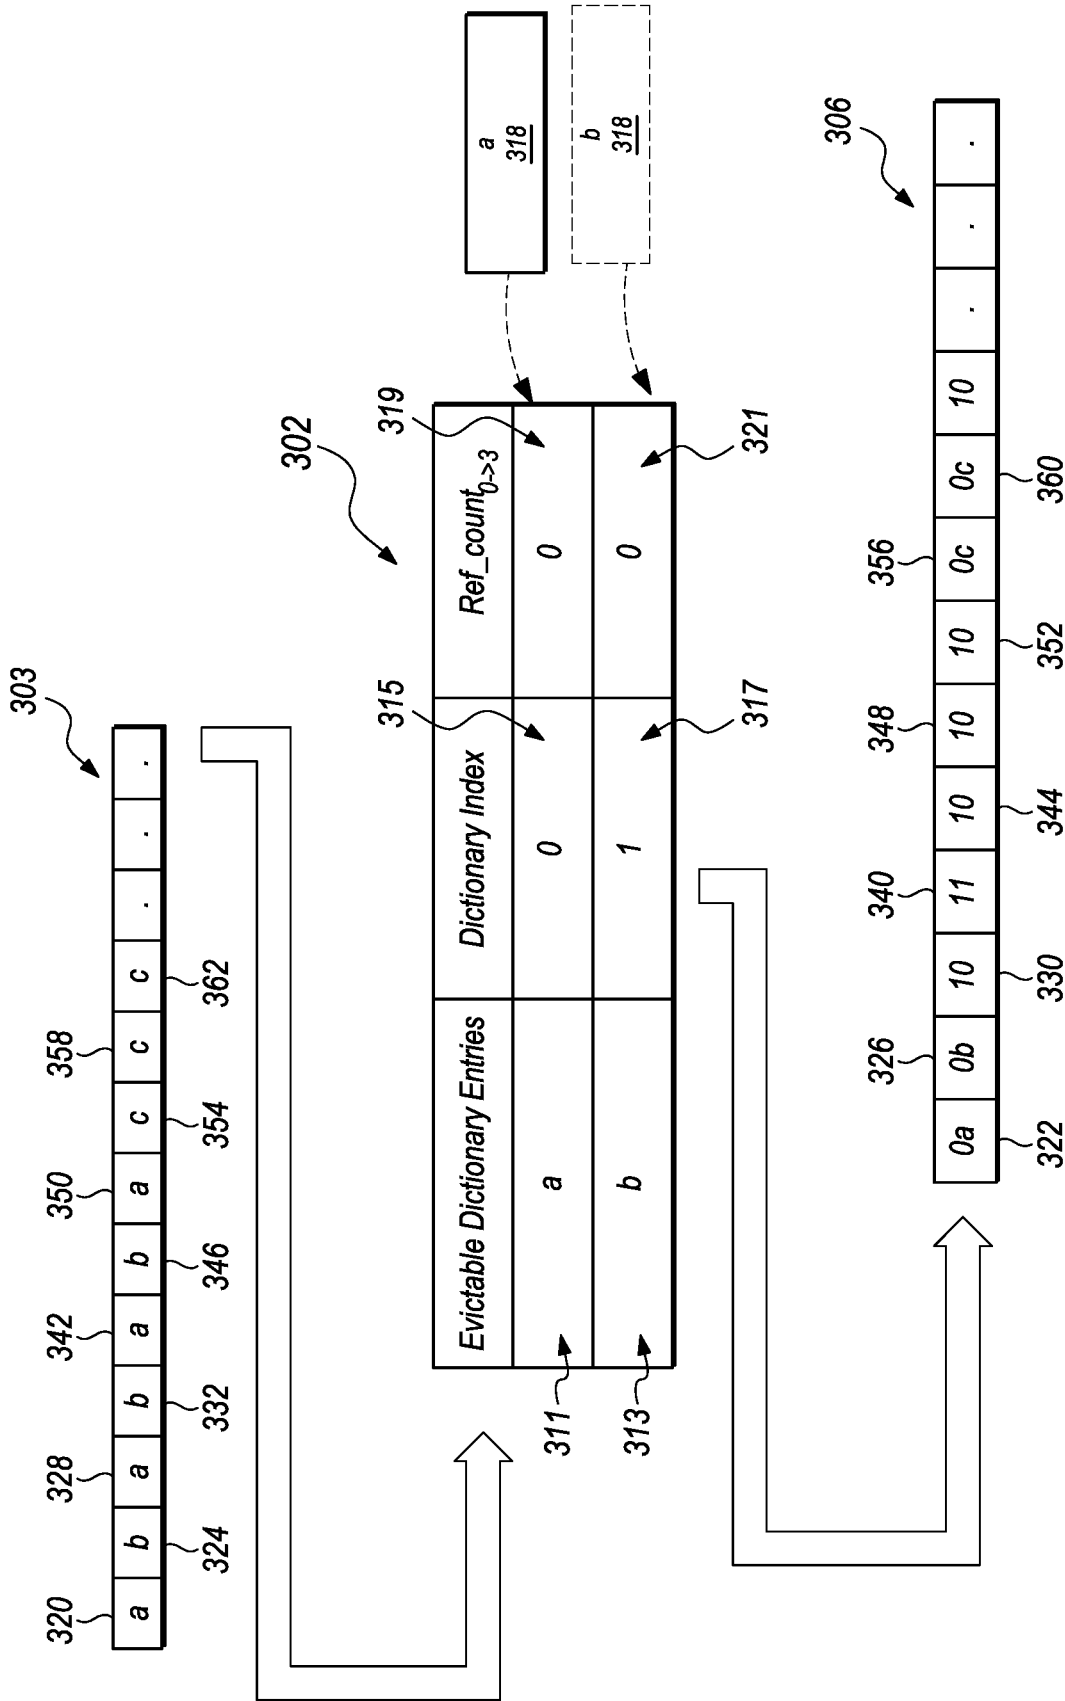 303
320 328 342 350 358
a b a b a b a c c c . . .
324 332 346 354 362
302
315 319
Evictable Dictionary Entries Dictionary Index Ref_count0->3
a 0 0
b 1 0
311 313
317 321
a
318
b
318
306
326 340 348 356
0a 0b 10 11 10 10 10 0c 0c 10 . . .
322 330 344 352 360